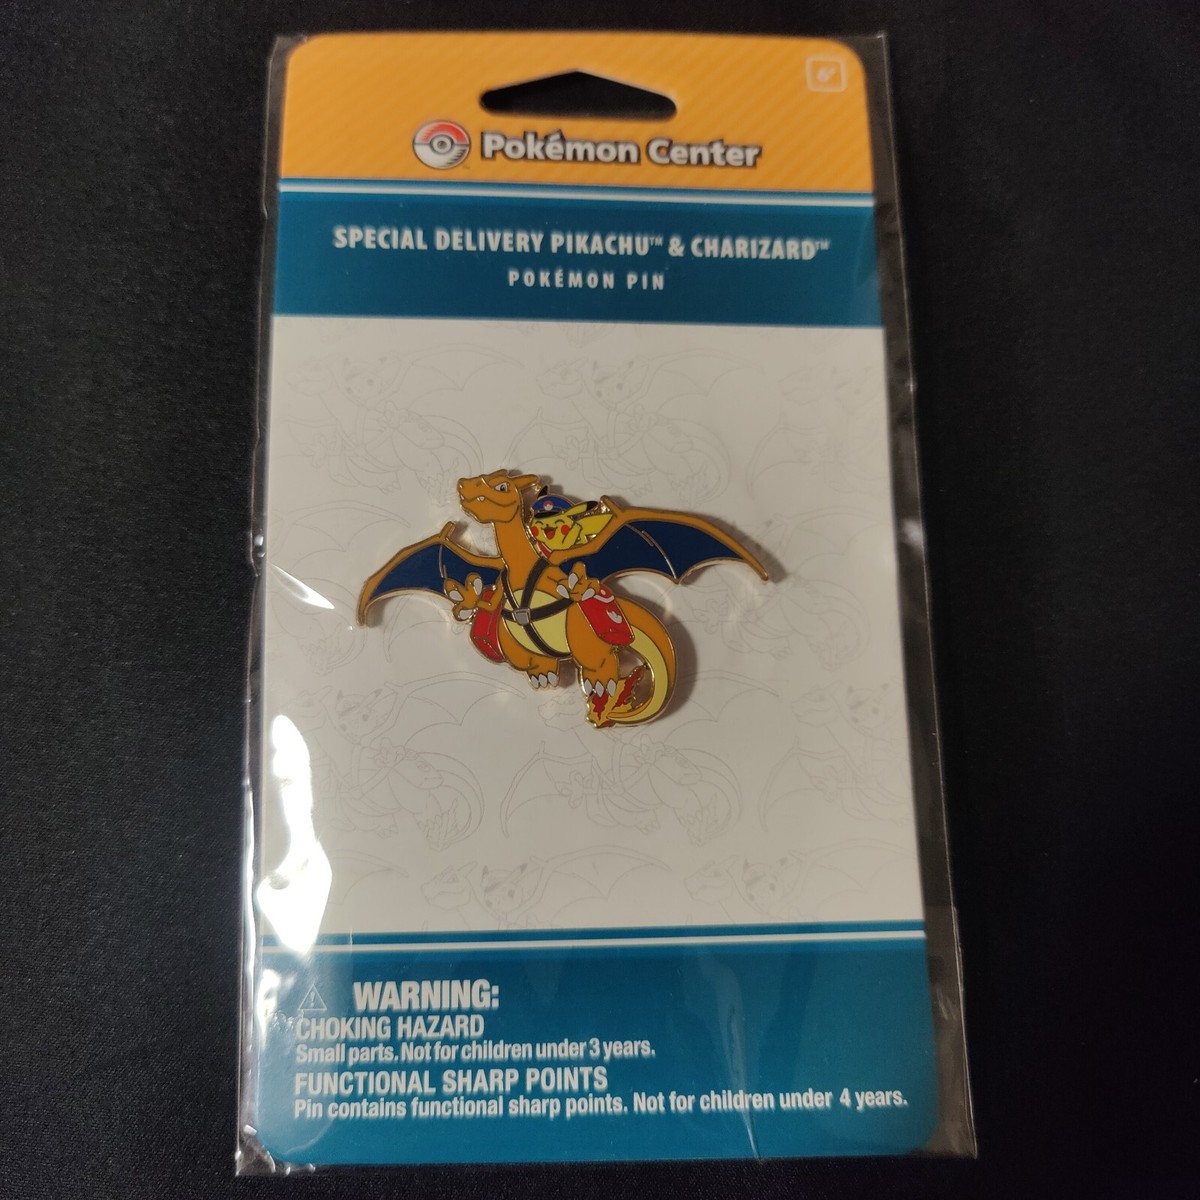 6+
Pokémon Center
SPECIAL DELIVERY PIKACHU™ & CHARIZARD™
POKÉMON PIN
WARNING:
CHOKING HAZARD
Small parts. Not for children under 3 years.
FUNCTIONAL SHARP POINTS
Pin contains functional sharp points. Not for children under 4 years.